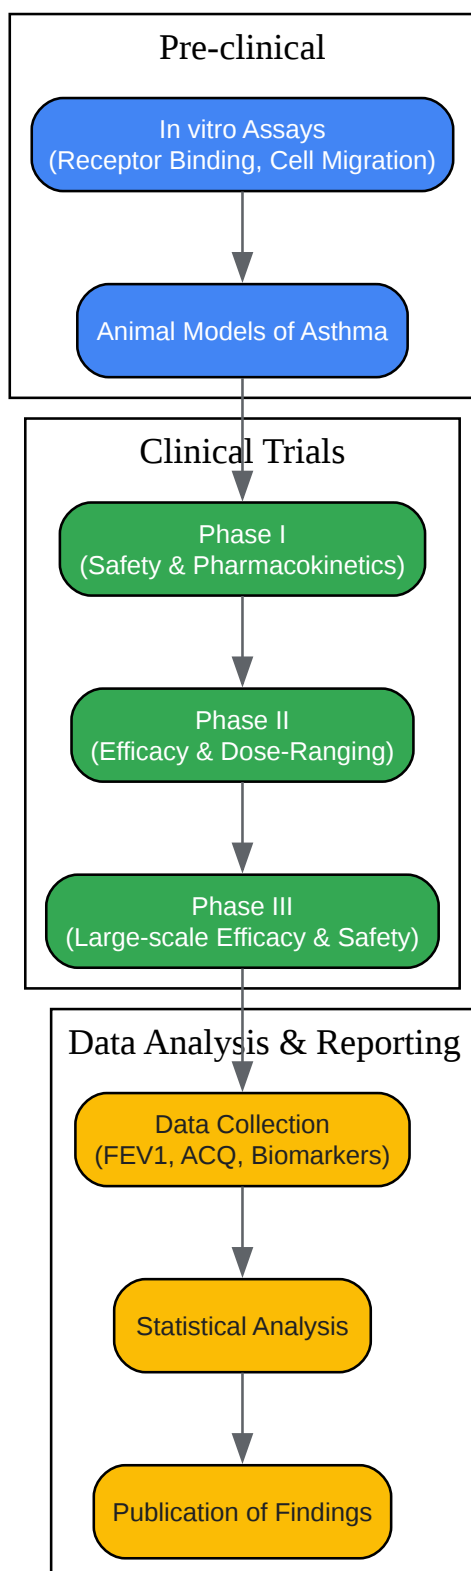 Pre-clinical
In vitro Assays
(Receptor Binding, Cell Migration)
Animal Models of Asthma
Clinical Trials
Phase I
(Safety & Pharmacokinetics)
Phase II
(Efficacy & Dose-Ranging)
Phase III
(Large-scale Efficacy & Safety)
Data Analysis & Reporting
Data Collection
(FEV1, ACQ, Biomarkers)
Statistical Analysis
Publication of Findings